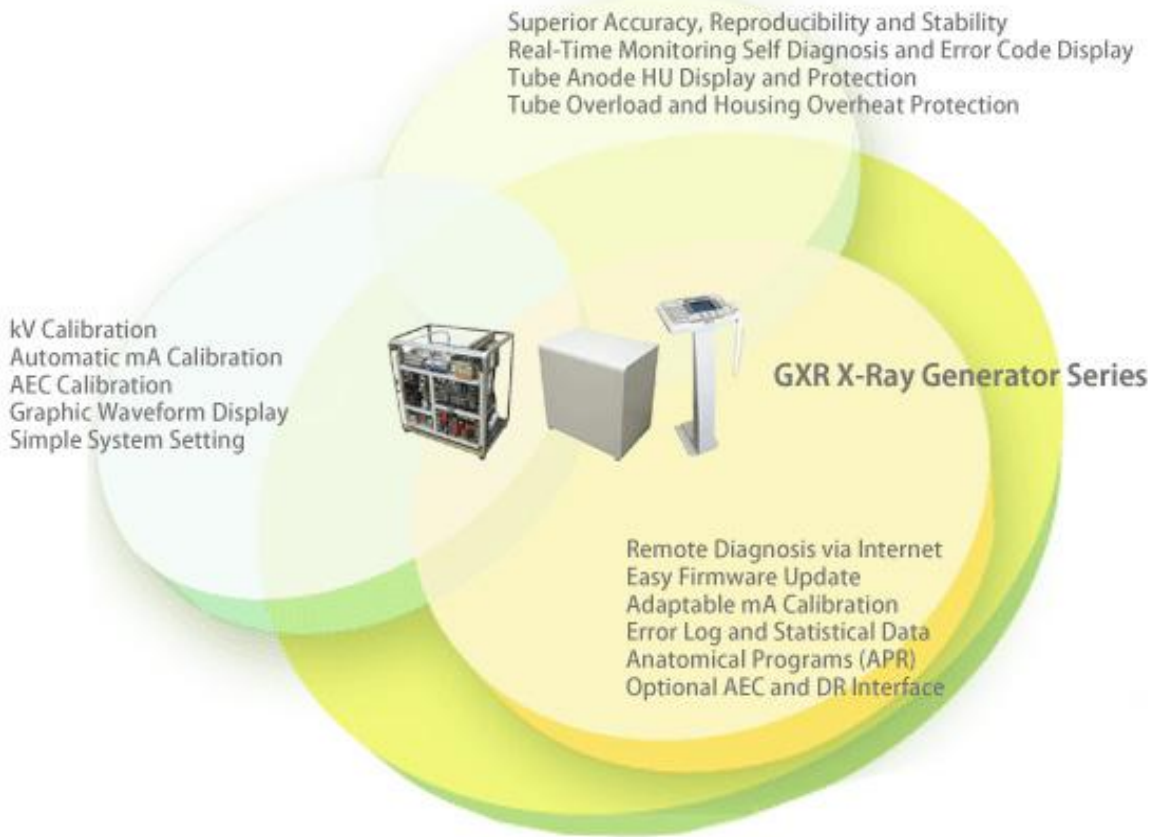 Superior Accuracy, Reproducibility and Stability
Real-Time Monitoring Self Diagnosis and Error Code Display
Tube Anode HU Display and Protection
Tube Overload and Housing Overheat Protection
kV Calibration
Automatic mA Calibration
AEC Calibration
Graphic Waveform Display
Simple System Setting
GXR X-Ray Generator Series
Remote Diagnosis via Internet
Easy Firmware Update
Adaptable mA Calibration
Error Log and Statistical Data
Anatomical Programs (APR)
Optional AEC and DR Interface